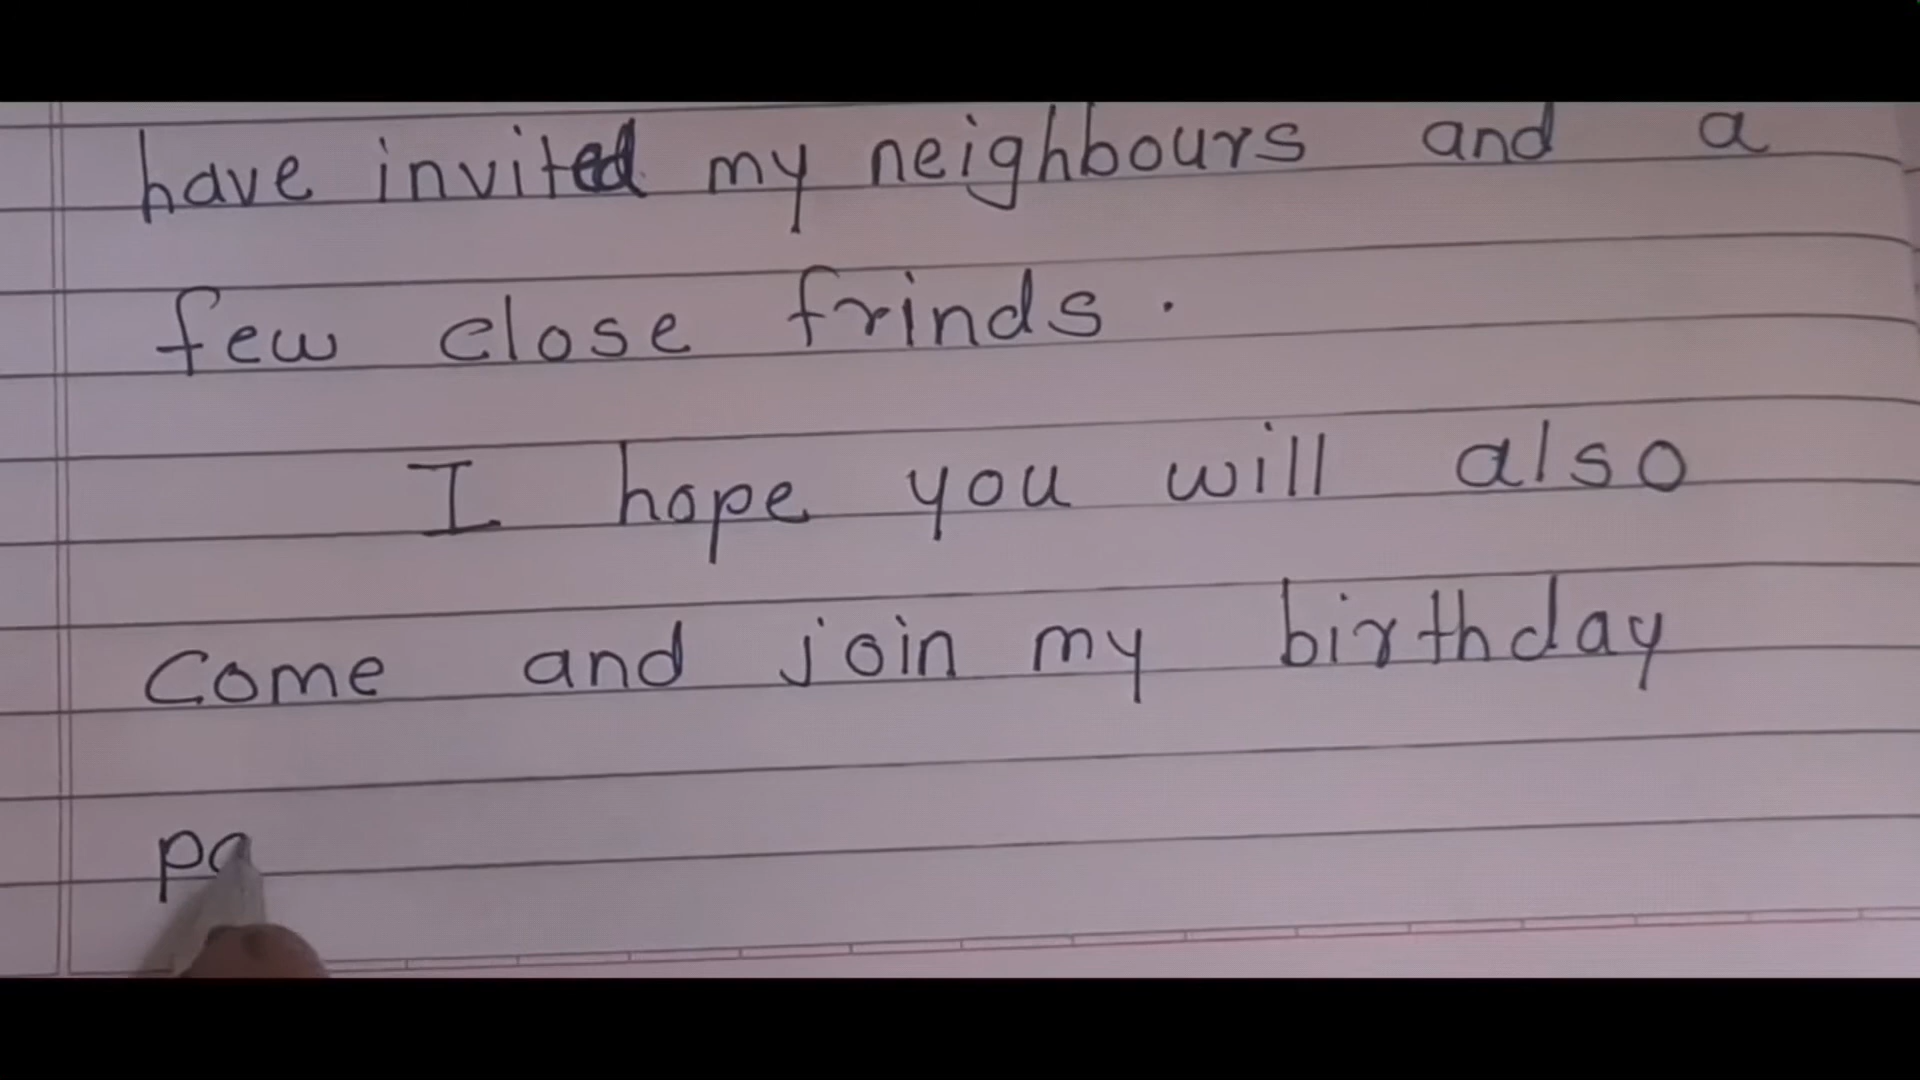 have invited my neighbours and a
few close frinds.
I hope you will also
Come and join my birthday
pa